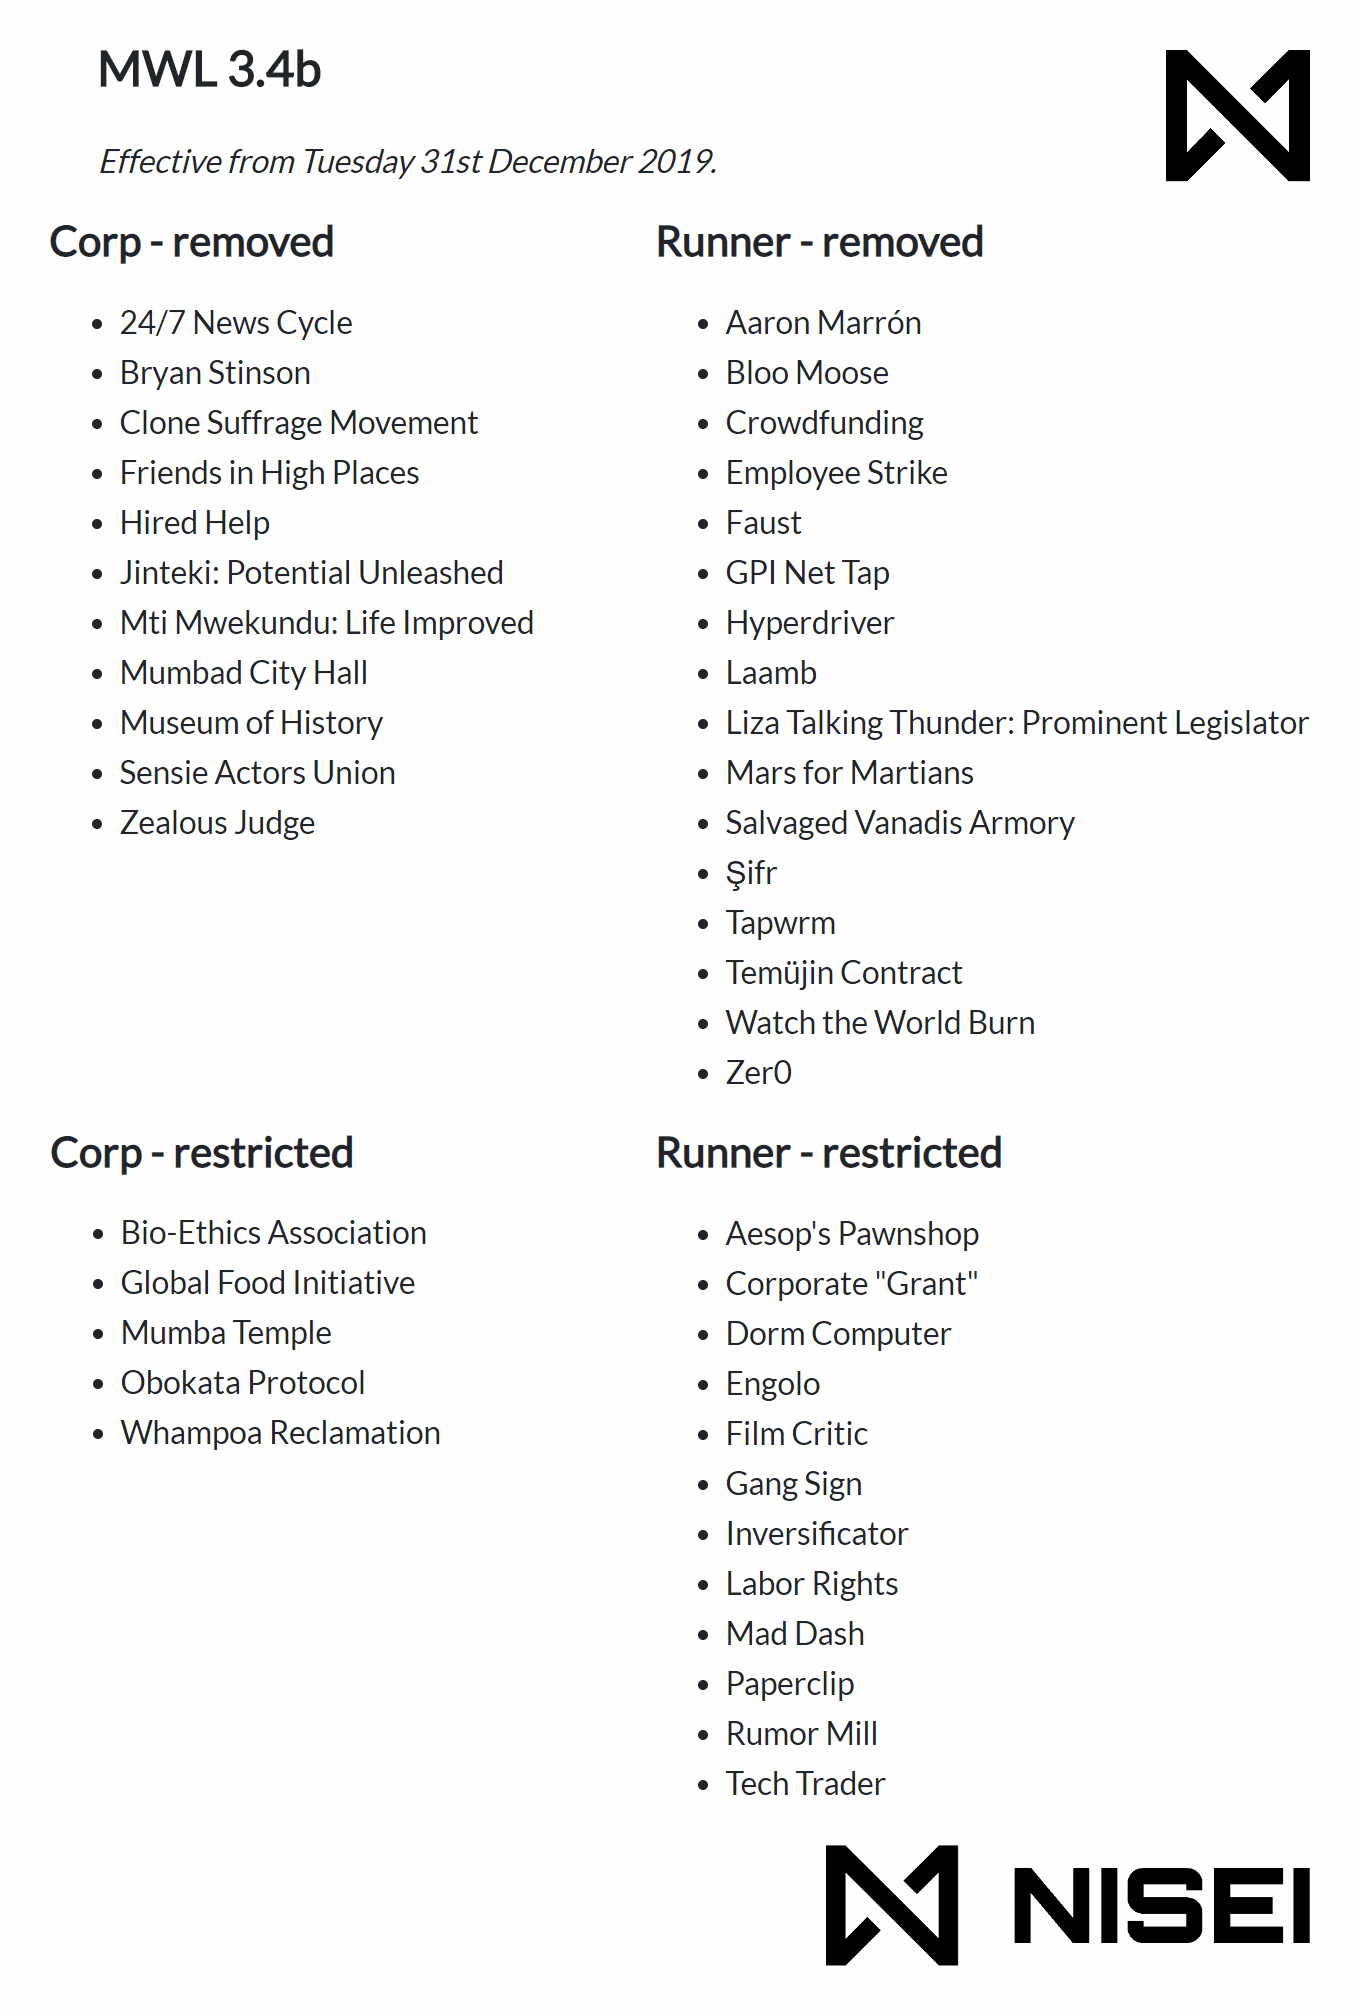 MWL 3.4b
Effective from Tuesday 31st December 2019.
Corp - removed
24/7 News Cycle
Bryan Stinson
Clone Suffrage Movement
Friends in High Places
Hired Help
Jinteki: Potential Unleashed
Mti Mwekundu: Life Improved
Mumbad City Hall
Museum of History
Sensie Actors Union
Zealous Judge
Runner - removed
Aaron Marrón
Bloo Moose
Crowdfunding
Employee Strike
Faust
GPI Net Tap
Hyperdriver
Laamb
Liza Talking Thunder: Prominent Legislator
Mars for Martians
Salvaged Vanadis Armory
Şifr
Tapwrm
Temüjin Contract
Watch the World Burn
Zer0
Corp - restricted
Bio-Ethics Association
Global Food Initiative
Mumba Temple
Obokata Protocol
Whampoa Reclamation
Runner - restricted
Aesop's Pawnshop
Corporate "Grant"
Dorm Computer
Engolo
Film Critic
Gang Sign
Inversificator
Labor Rights
Mad Dash
Paperclip
Rumor Mill
Tech Trader
NISEI